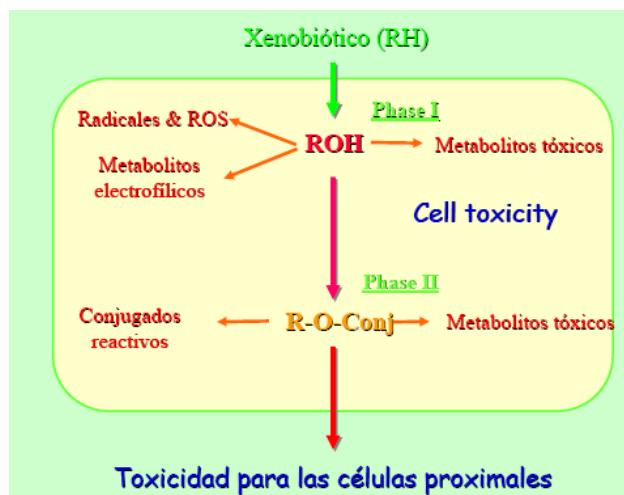 Xenobiótico (RH)
Phase I
Radicales & ROS
ROH
Metabolitos tóxicos
Metabolitos
electrofílicos
Cell toxicity
Phase II
Conjugados
reactivos
R-O-Conj
Metabolitos tóxicos
Toxicidad para las células proximales